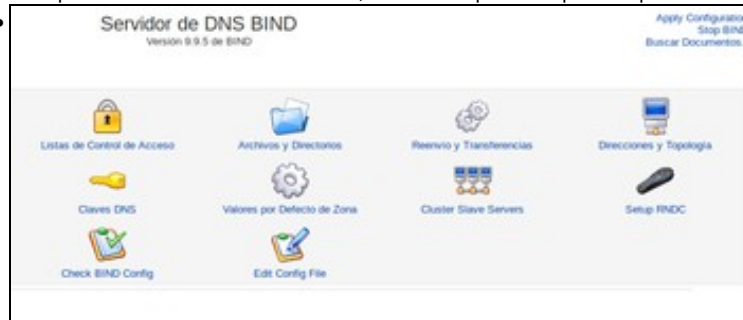 Servidor de DNS BIND
Versión 9.9.5 de BIND
Apply Configuration
Stop BIND
Buscar Documentos.
Listas de Control de Acceso
Archivos y Directorios
Reenvío y Transferencias
Direcciones y Topología
Claves DNS
Valores por Defecto de Zona
Cluster Slave Servers
Setup RNDC
Check BIND Config
Edit Config File